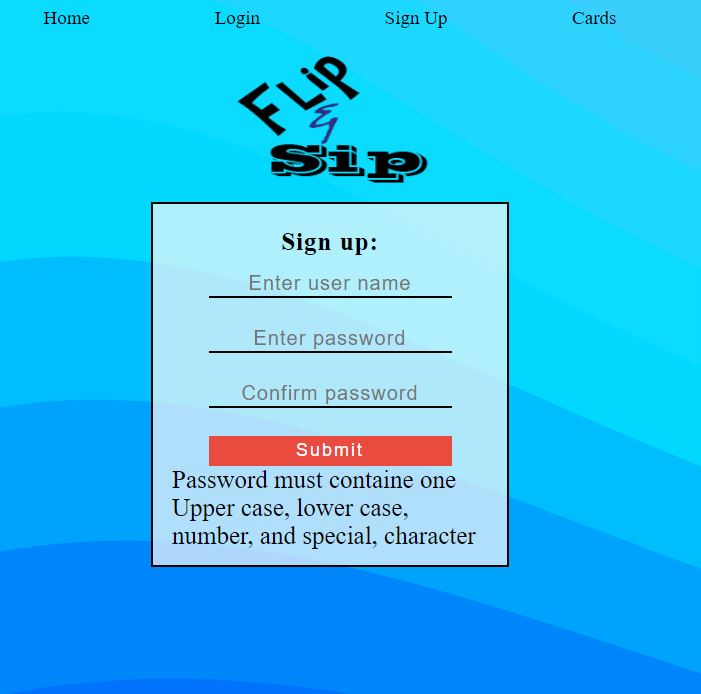 Home Login Sign Up Cards
FLip
&
Sip
Sign up:
Enter user name
Enter password
Confirm password
Submit
Password must containe one
Upper case, lower case,
number, and special, character